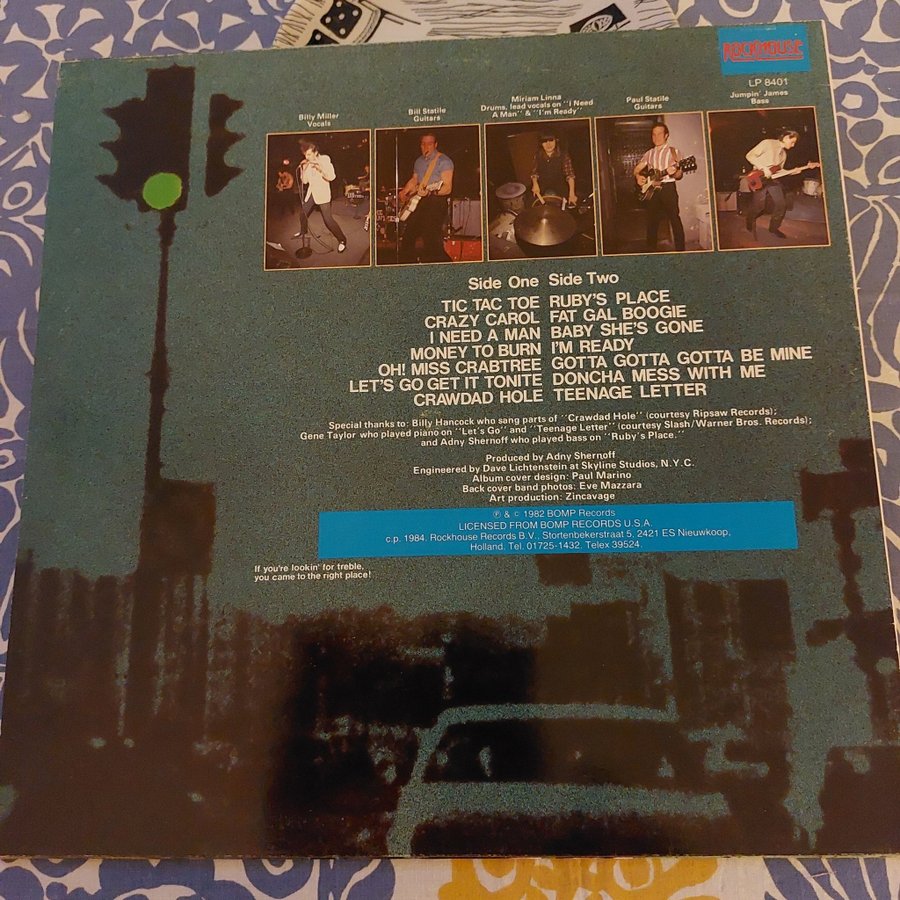 ROCKHOUSE
LP 8401
Billy Miller
Vocals
Bill Statile
Guitars
Miriam Linna
Drums, lead vocals on "I Need
A Man" & "I'm Ready"
Paul Statile
Guitars
Jumpin' James
Bass
Side One Side Two
TIC TAC TOE RUBY'S PLACE
CRAZY CAROL FAT GAL BOOGIE
I NEED A MAN BABY SHE'S GONE
MONEY TO BURN I'M READY
OH! MISS CRABTREE GOTTA GOTTA GOTTA BE MINE
LET'S GO GET IT TONITE DONCHA MESS WITH ME
CRAWDAD HOLE TEENAGE LETTER
Special thanks to: Billy Hancock who sang parts of "Crawdad Hole" (courtesy Ripsaw Records);
Gene Taylor who played piano on "Let's Go" and "Teenage Letter" (courtesy Slash/Warner Bros. Records);
and Adny Shernoff who played bass on "Ruby's Place."
Produced by Adny Shernoff
Engineered by Dave Lichtenstein at Skyline Studios, N.Y.C.
Album cover design: Paul Marino
Back cover band photos: Eve Mazzara
Art production: Zincavage
℗ & © 1982 BOMP Records
LICENSED FROM BOMP RECORDS U.S.A.
c.p. 1984. Rockhouse Records B.V., Stortenbekerstraat 5, 2421 ES Nieuwkoop,
Holland. Tel. 01725-1432. Telex 39524.
If you're lookin' for treble,
you came to the right place!